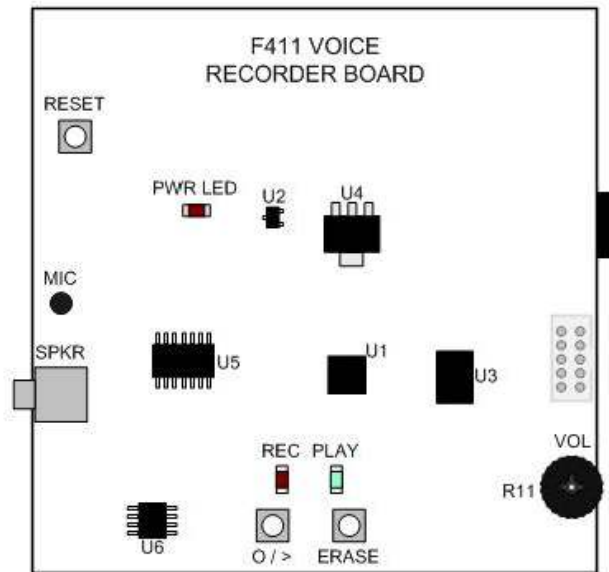 F411 VOICE
RECORDER BOARD
RESET
PWR LED
U2
U4
MIC
SPKR
U5
U1
U3
VOL
REC
PLAY
R11
U6
O / >
ERASE